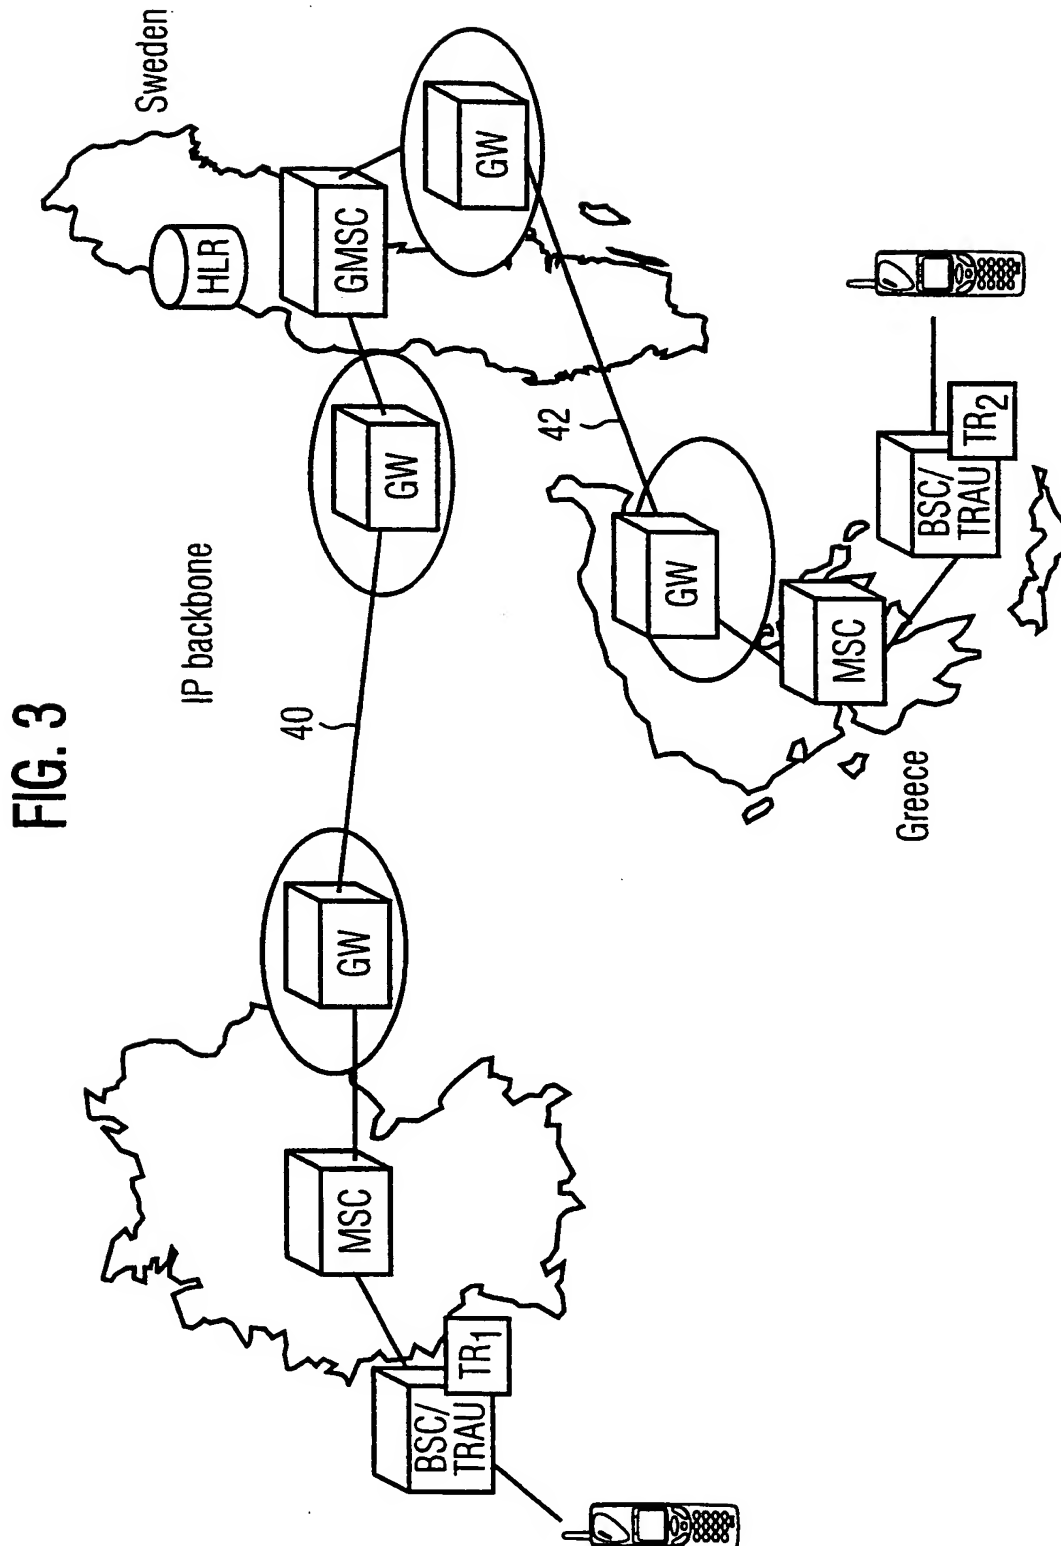 FIG. 3
Sweden
HLR
GMSC
GW
IP backbone
GW
40
GW
MSC
BSC/
TRAU
TR1
42
GW
MSC
BSC/
TRAU
TR2
Greece